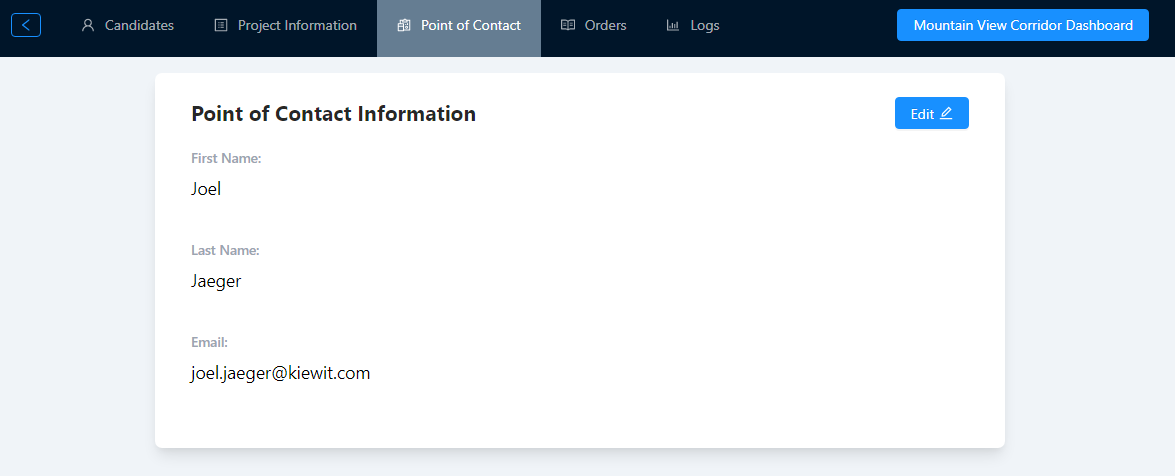 Candidates Project Information Point of Contact Orders Logs Mountain View Corridor Dashboard
Point of Contact Information Edit
First Name:
Joel
Last Name:
Jaeger
Email:
joel.jaeger@kiewit.com